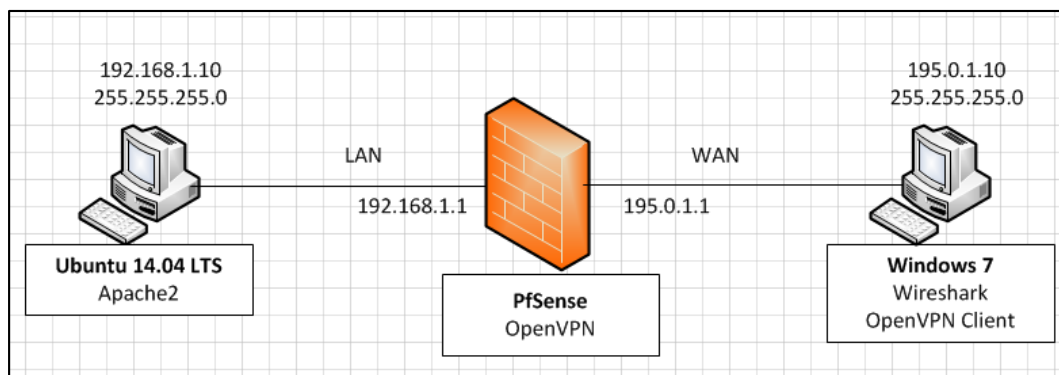 192.168.1.10
255.255.255.0
195.0.1.10
255.255.255.0
LAN
WAN
192.168.1.1
195.0.1.1
Ubuntu 14.04 LTS
Apache2
PfSense
OpenVPN
Windows 7
Wireshark
OpenVPN Client